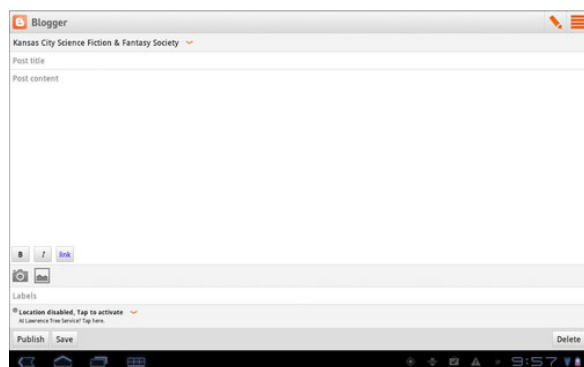 Blogger
Kansas City Science Fiction & Fantasy Society
Post title
Post content
B I link
Labels
Location disabled, Tap to activate
At Lawrence Tree Service? Tap here.
Publish Save Delete
9:57